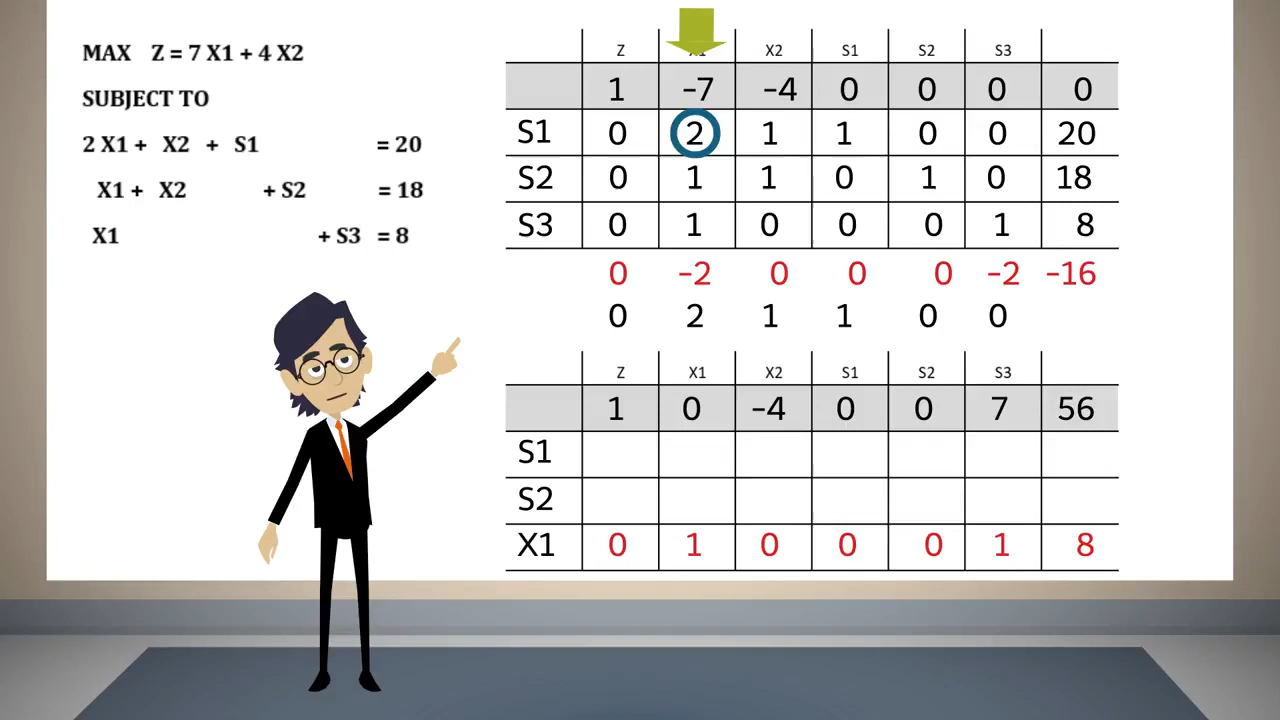 MAX Z = 7 X1 + 4 X2
SUBJECT TO
2 X1 + X2 + S1 = 20
X1 + X2 + S2 = 18
X1 + S3 = 8
Z X1 X2 S1 S2 S3
1 -7 -4 0 0 0 0
S1 0 2 1 1 0 0 20
S2 0 1 1 0 1 0 18
S3 0 1 0 0 0 1 8
0 -2 0 0 0 -2 -16
0 2 1 1 0 0
Z X1 X2 S1 S2 S3
1 0 -4 0 0 7 56
S1
S2
X1 0 1 0 0 0 1 8